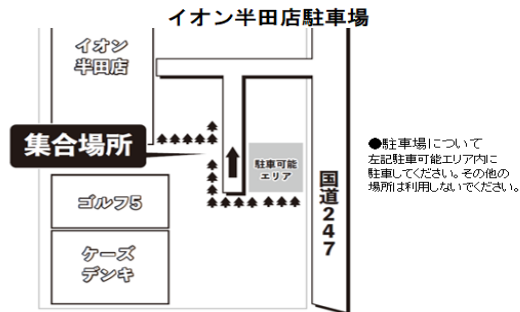 イオン半田店駐車場
イオン
半田店
集合場所
駐車可能
エリア
ゴルフ5
ケーズ
デンキ
国道247
●駐車場について
左記駐車可能エリア内に
駐車してください。その他の
場所は利用しないでください。